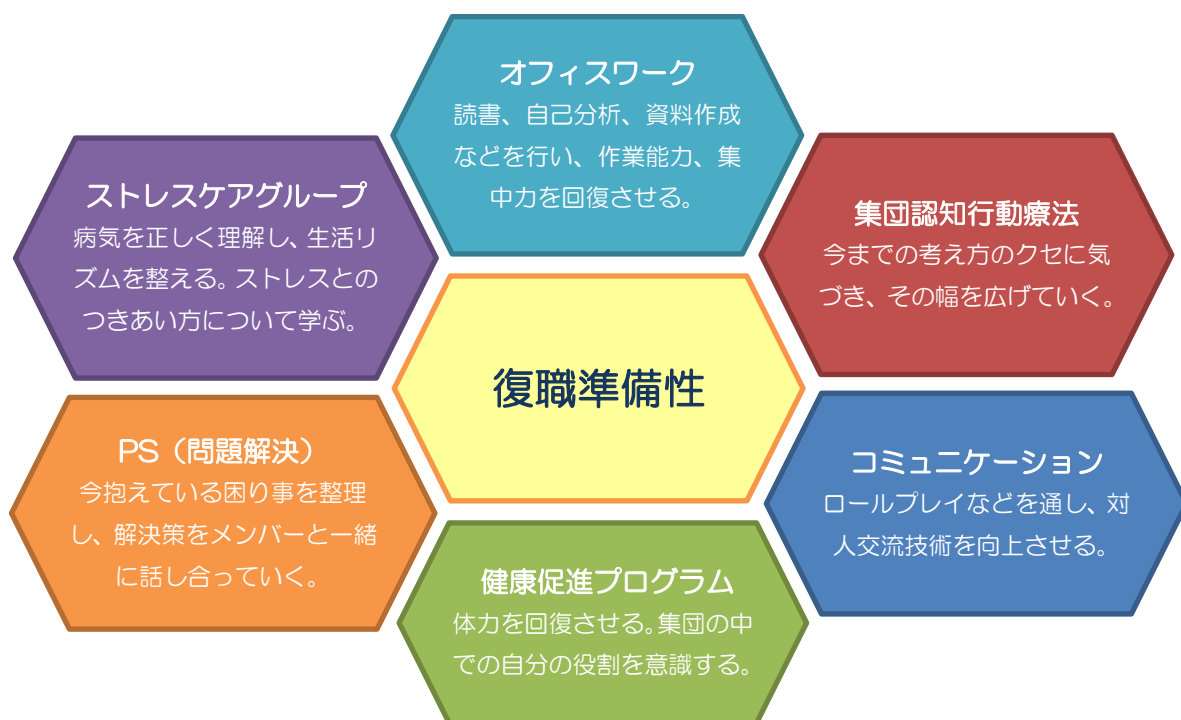 オフィスワーク
読書、自己分析、資料作成
などを行い、作業能力、集
中力を回復させる。
ストレスケアグループ
病気を正しく理解し、生活リ
ズムを整える。ストレスとの
つきあい方について学ぶ。
集団認知行動療法
今までの考え方のクセに気
づき、その幅を広げていく。
復職準備性
PS（問題解決）
今抱えている困り事を整理
し、解決策をメンバーと一緒
に話し合っていく。
コミュニケーション
ロールプレイなどを通し、対
人交流技術を向上させる。
健康促進プログラム
体力を回復させる。集団の中
での自分の役割を意識する。